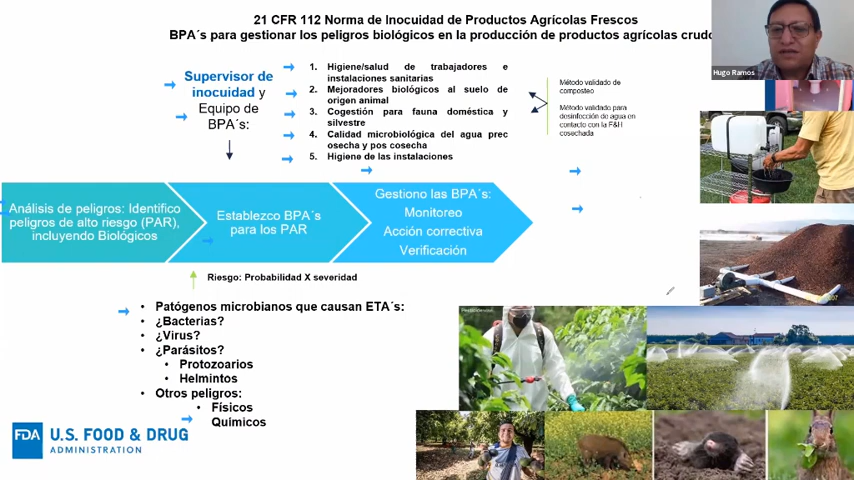 21 CFR 112 Norma de Inocuidad de Productos Agrícolas Frescos
BPA´s para gestionar los peligros biológicos en la producción de productos agrícolas crudo
Hugo Ramos
Supervisor de
inocuidad y
Equipo de
BPA´s:
1. Higiene/salud de trabajadores e
instalaciones sanitarias
2. Mejoradores biológicos al suelo de
origen animal
3. Cogestión para fauna doméstica y
silvestre
4. Calidad microbiológica del agua prec
osecha y pos cosecha
5. Higiene de las instalaciones
Método validado de
composteo
Método validado para
desinfección de agua en
contacto con la F&H
cosechada
Análisis de peligros: Identifico
peligros de alto riesgo (PAR),
incluyendo Biológicos
Establezco BPA´s
para los PAR
Gestiono las BPA´s:
Monitoreo
Acción correctiva
Verificación
Riesgo: Probabilidad X severidad
• Patógenos microbianos que causan ETA´s:
• ¿Bacterias?
• ¿Virus?
• ¿Parásitos?
• Protozoarios
• Helmintos
• Otros peligros:
• Físicos
Químicos
FDA U.S. FOOD & DRUG
ADMINISTRATION